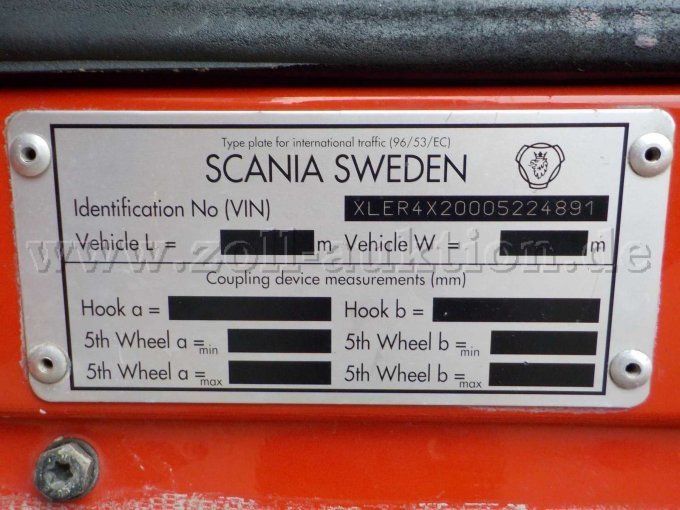 Type plate for international traffic (96/53/EC)
SCANIA SWEDEN
Identification No (VIN) XLER4X20005224891
Vehicle L = m Vehicle W = m
www.zoll-auktion.de
Coupling device measurements (mm)
Hook a = Hook b =
5th Wheel a = min 5th Wheel b = min
5th Wheel a = max 5th Wheel b = max